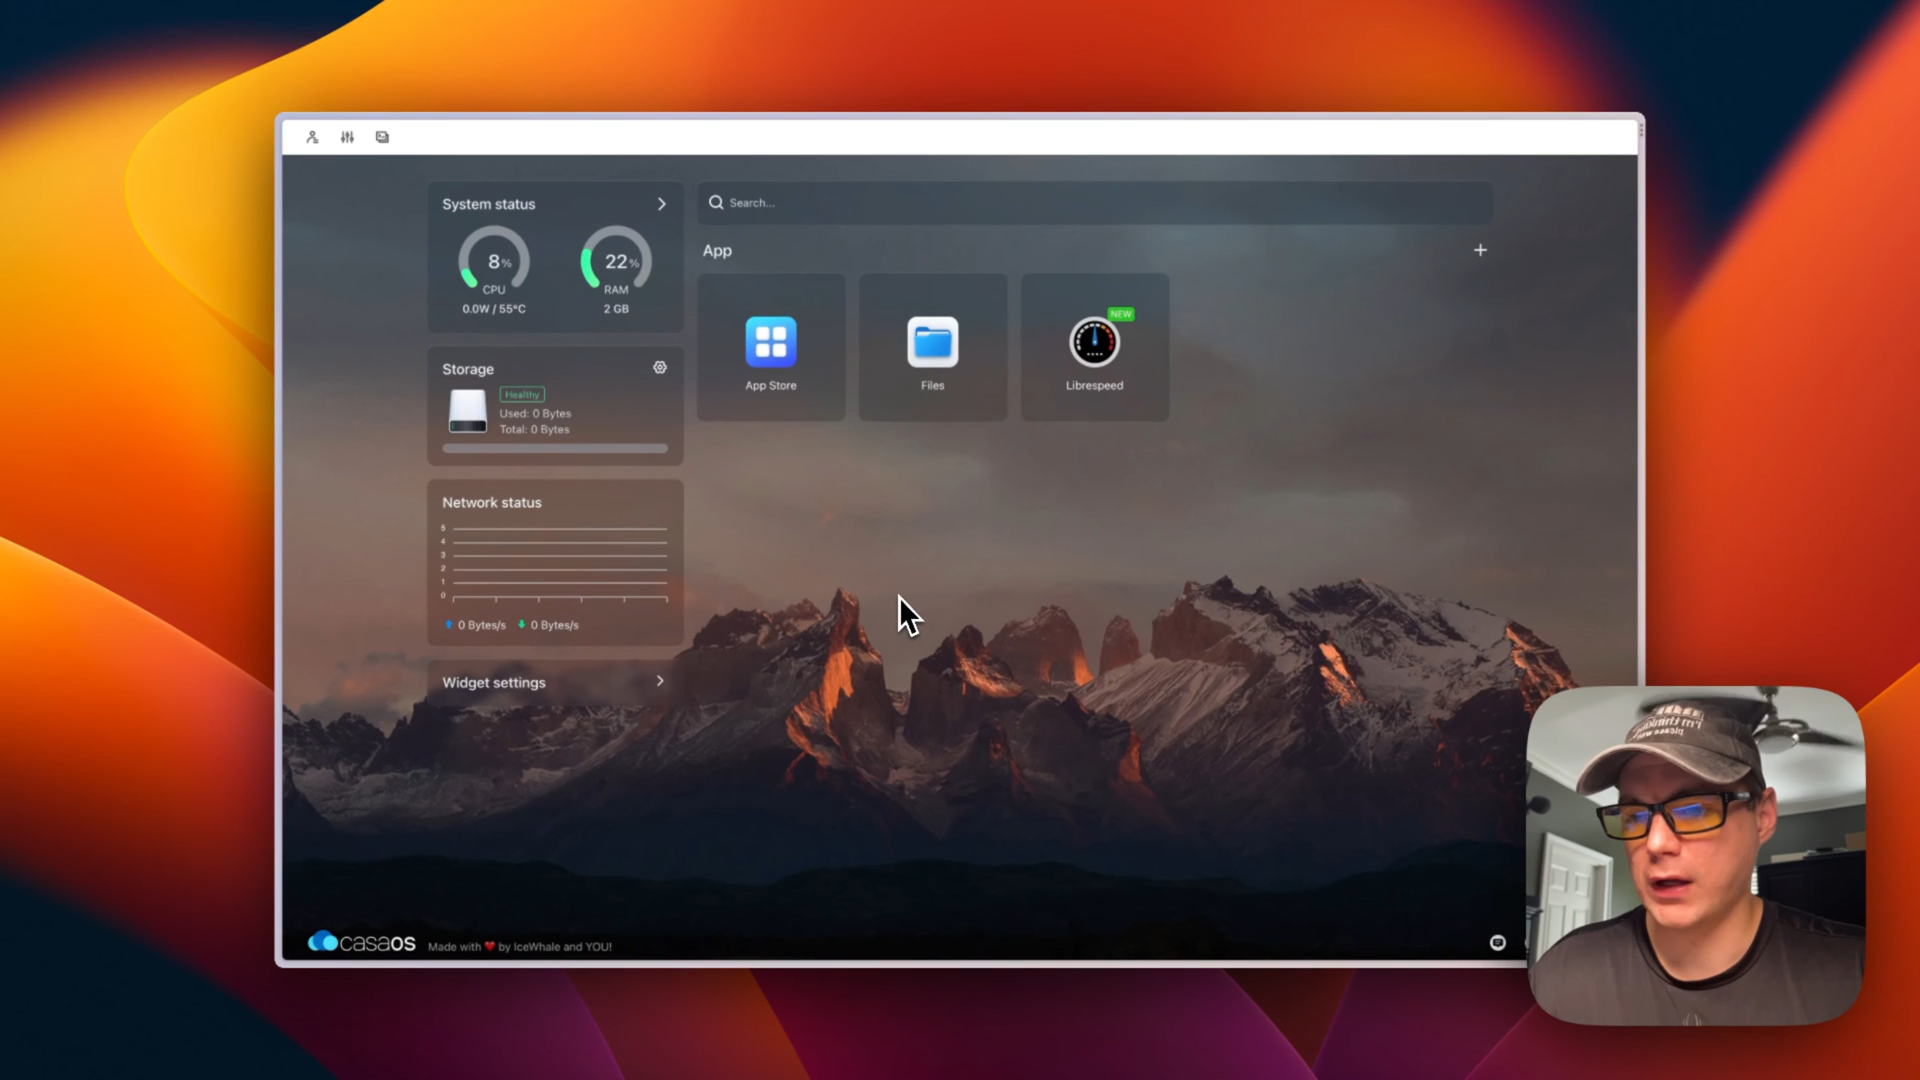 System status
8%
CPU
0.0W / 55°C
22%
RAM
2 GB
Storage
Healthy
Used: 0 Bytes
Total: 0 Bytes
Network status
5
4
3
2
1
0
0 Bytes/s
0 Bytes/s
Widget settings
Search...
App
+
App Store
Files
NEW
Librespeed
casaOS
Made with ❤️ by IceWhale and YOU!